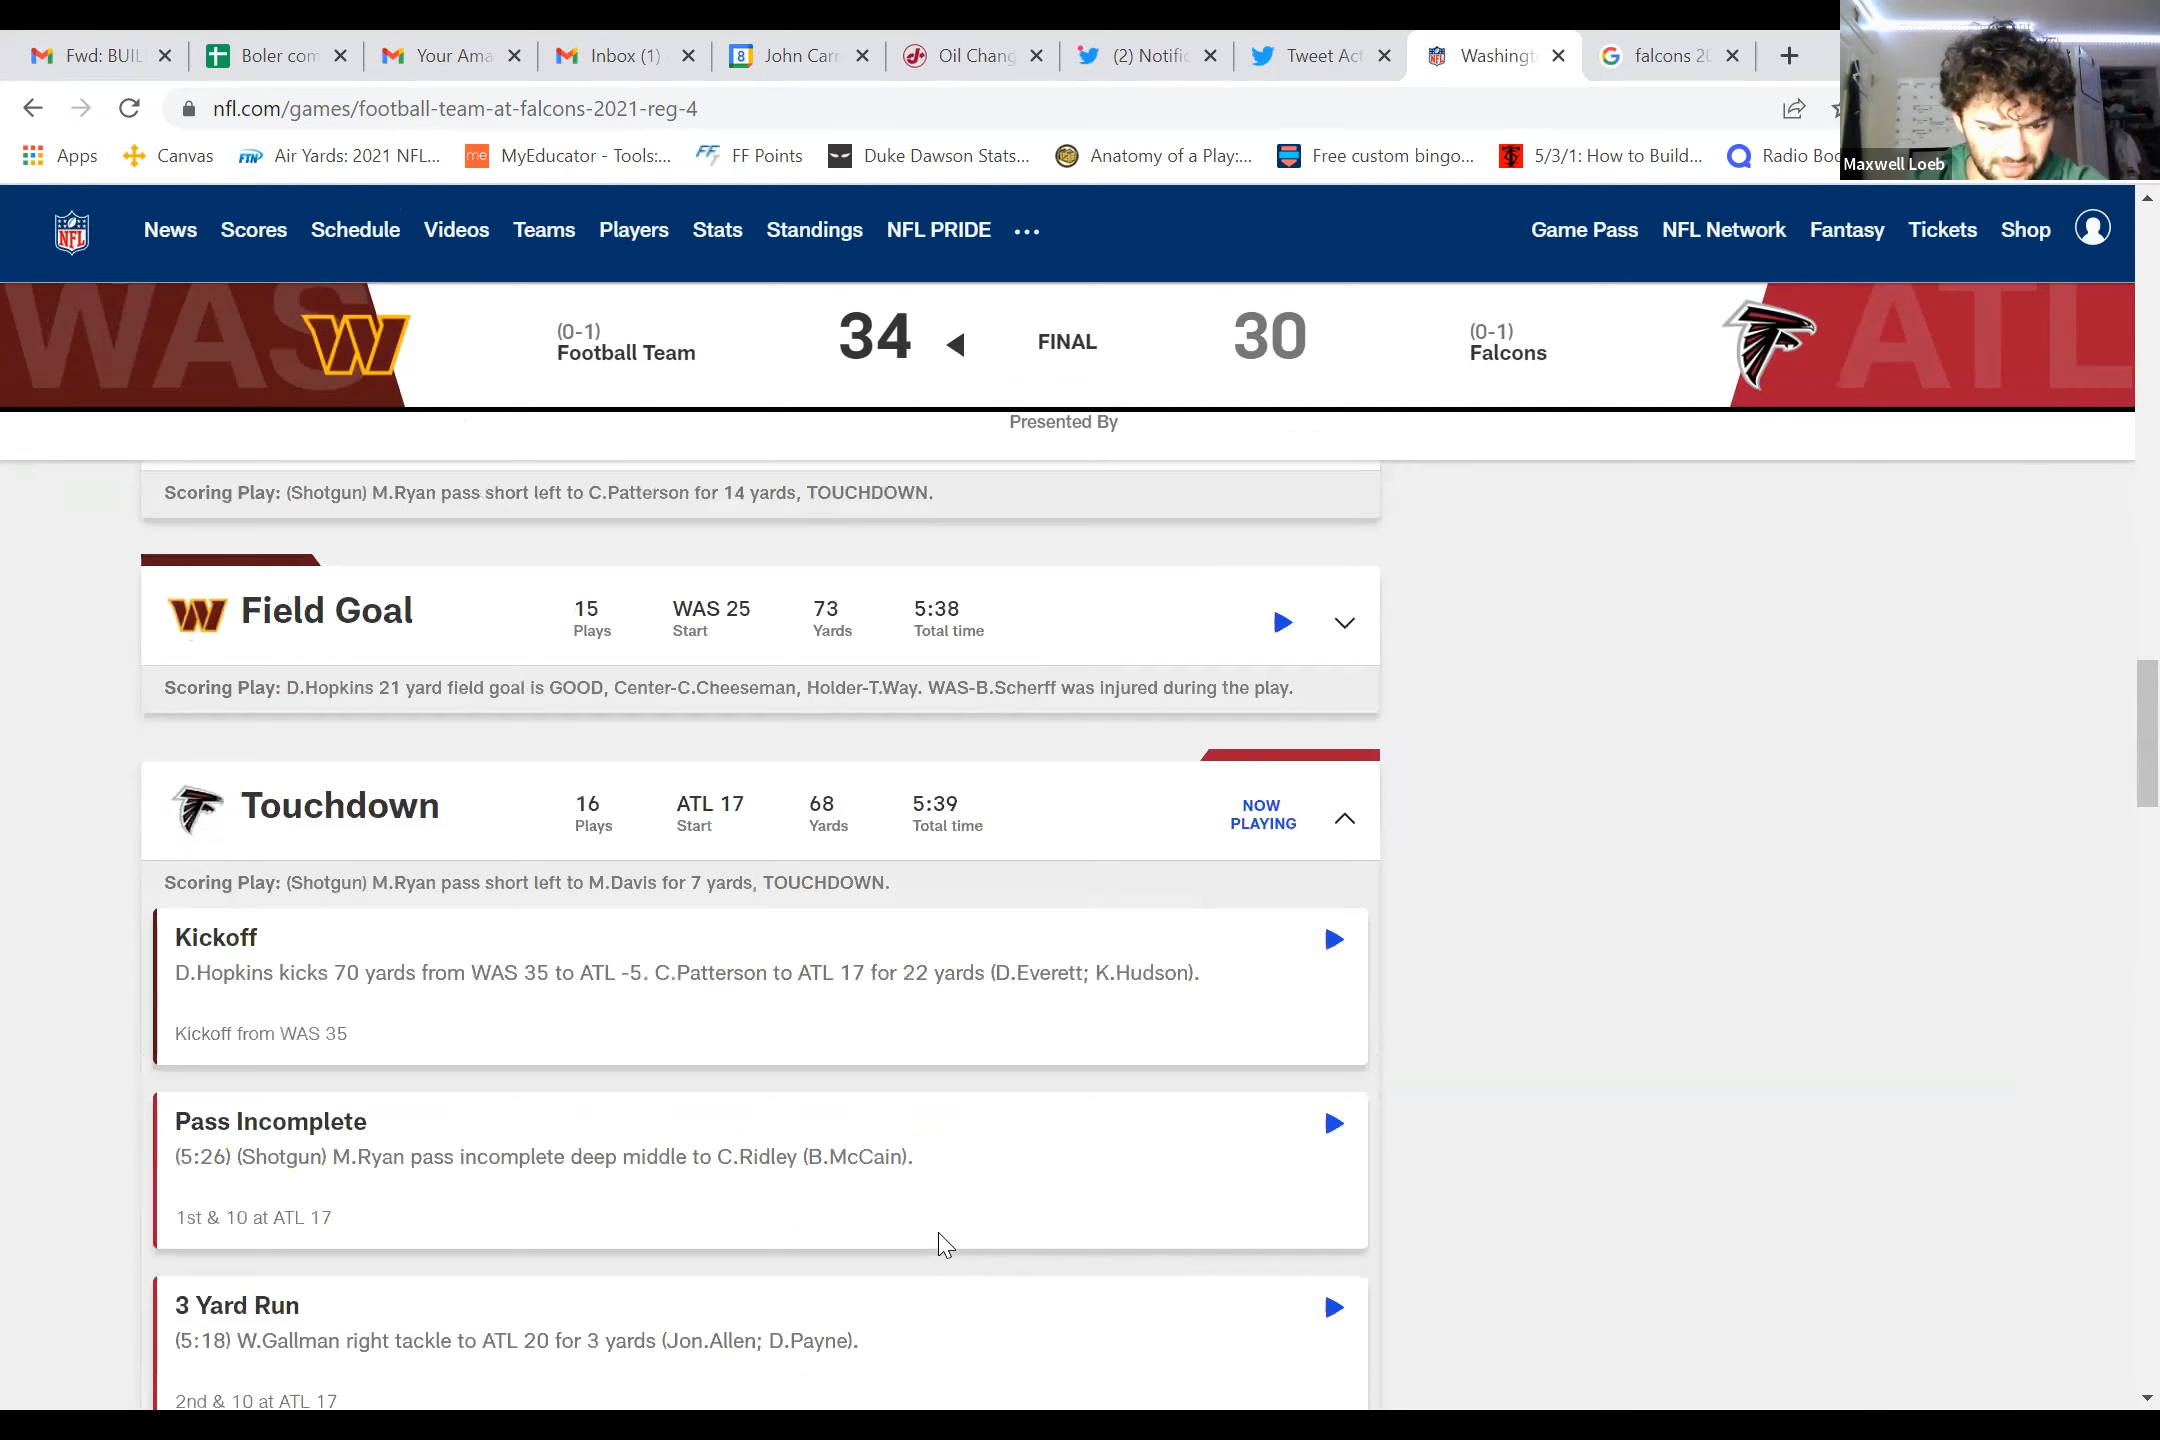 Fwd: BUIL
Boler com
Your Ama
Inbox (1)
8
John Carr
Oil Chang
(2) Notific
Tweet Act
Washingt
falcons 20
nfl.com/games/football-team-at-falcons-2021-reg-4
Apps
Canvas
FTN
Air Yards: 2021 NFL...
me
MyEducator - Tools:...
FF
FF Points
Duke Dawson Stats...
Anatomy of a Play:...
Free custom bingo...
5/3/1: How to Build...
Radio Boo
Maxwell Loeb
NFL
News
Scores
Schedule
Videos
Teams
Players
Stats
Standings
NFL PRIDE
Game Pass
NFL Network
Fantasy
Tickets
Shop
WAS
(0-1)
Football Team
34
FINAL
30
(0-1)
Falcons
ATL
Presented By
Scoring Play: (Shotgun) M.Ryan pass short left to C.Patterson for 14 yards, TOUCHDOWN.
Field Goal
15
Plays
WAS 25
Start
73
Yards
5:38
Total time
Scoring Play: D.Hopkins 21 yard field goal is GOOD, Center-C.Cheeseman, Holder-T.Way. WAS-B.Scherff was injured during the play.
Touchdown
16
Plays
ATL 17
Start
68
Yards
5:39
Total time
NOW
PLAYING
Scoring Play: (Shotgun) M.Ryan pass short left to M.Davis for 7 yards, TOUCHDOWN.
Kickoff
D.Hopkins kicks 70 yards from WAS 35 to ATL -5. C.Patterson to ATL 17 for 22 yards (D.Everett; K.Hudson).
Kickoff from WAS 35
Pass Incomplete
(5:26) (Shotgun) M.Ryan pass incomplete deep middle to C.Ridley (B.McCain).
1st & 10 at ATL 17
3 Yard Run
(5:18) W.Gallman right tackle to ATL 20 for 3 yards (Jon.Allen; D.Payne).
2nd & 10 at ATL 17